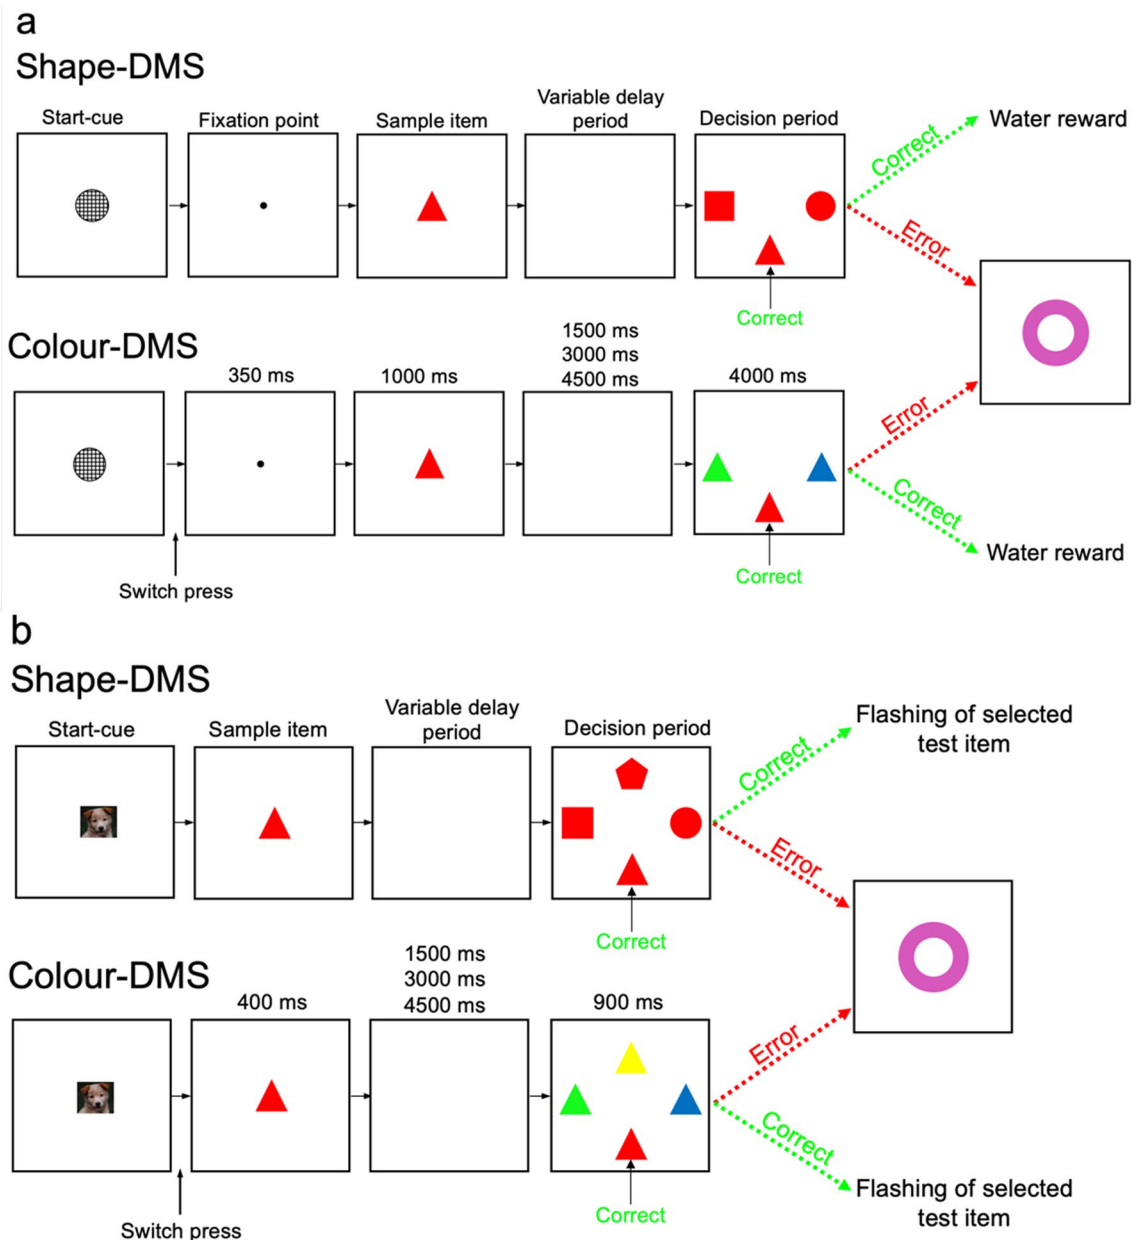 a
Shape-DMS
Start-cue
Fixation point
Sample item
Variable delay
period
Decision period
Correct
Water reward
Error
Correct
Colour-DMS
350 ms
1000 ms
1500 ms
3000 ms
4500 ms
4000 ms
Error
Correct
Correct
Water reward
Switch press
b
Shape-DMS
Start-cue
Sample item
Variable delay
period
Decision period
Correct
Flashing of selected
test item
Error
Correct
Colour-DMS
400 ms
1500 ms
3000 ms
4500 ms
900 ms
Error
Correct
Correct
Flashing of selected
test item
Switch press